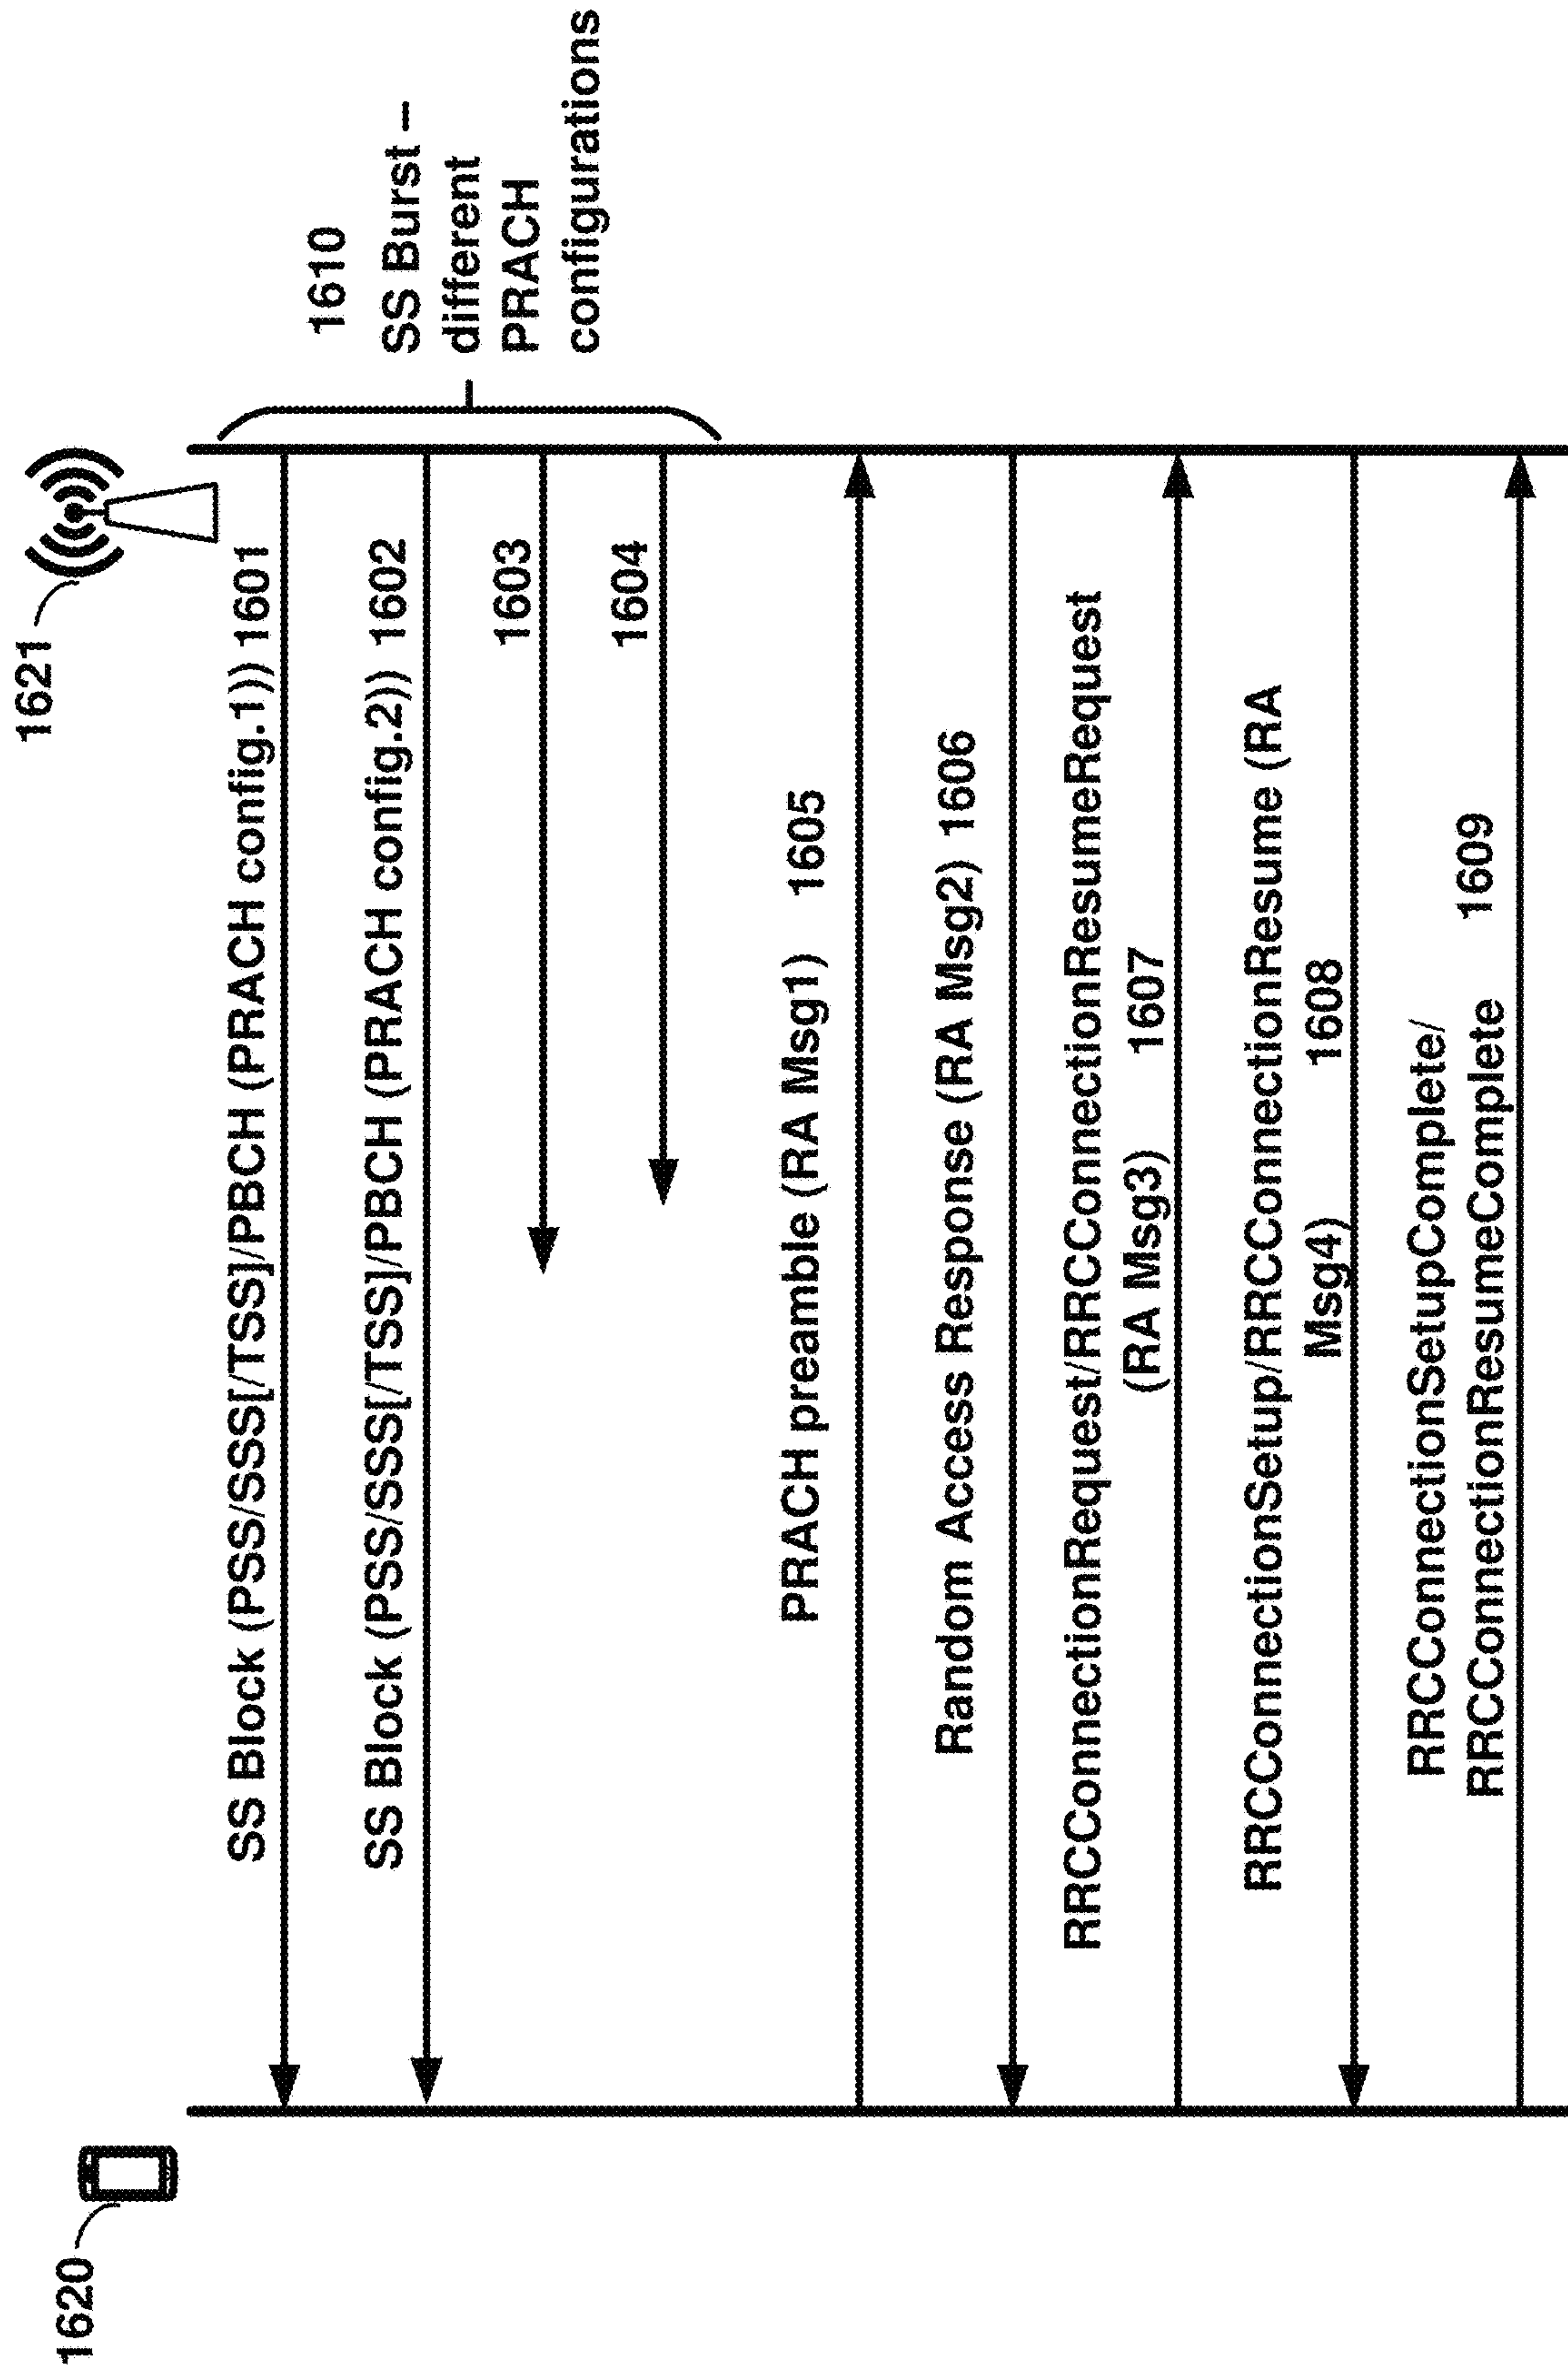 1620
1621
SS Block (PSS/SSS[/TSS]/PBCH (PRACH config.1)) 1601
SS Block (PSS/SSS[/TSS]/PBCH (PRACH config.2)) 1602
1603
1604
1610
SS Burst –
different
PRACH
configurations
PRACH preamble (RA Msg1) 1605
Random Access Response (RA Msg2) 1606
RRCConnectionRequest/RRCConnectionResumeRequest
(RA Msg3) 1607
RRCConnectionSetup/RRCConnectionResume (RA
Msg4) 1608
RRCConnectionSetupComplete/
RRCConnectionResumeComplete 1609